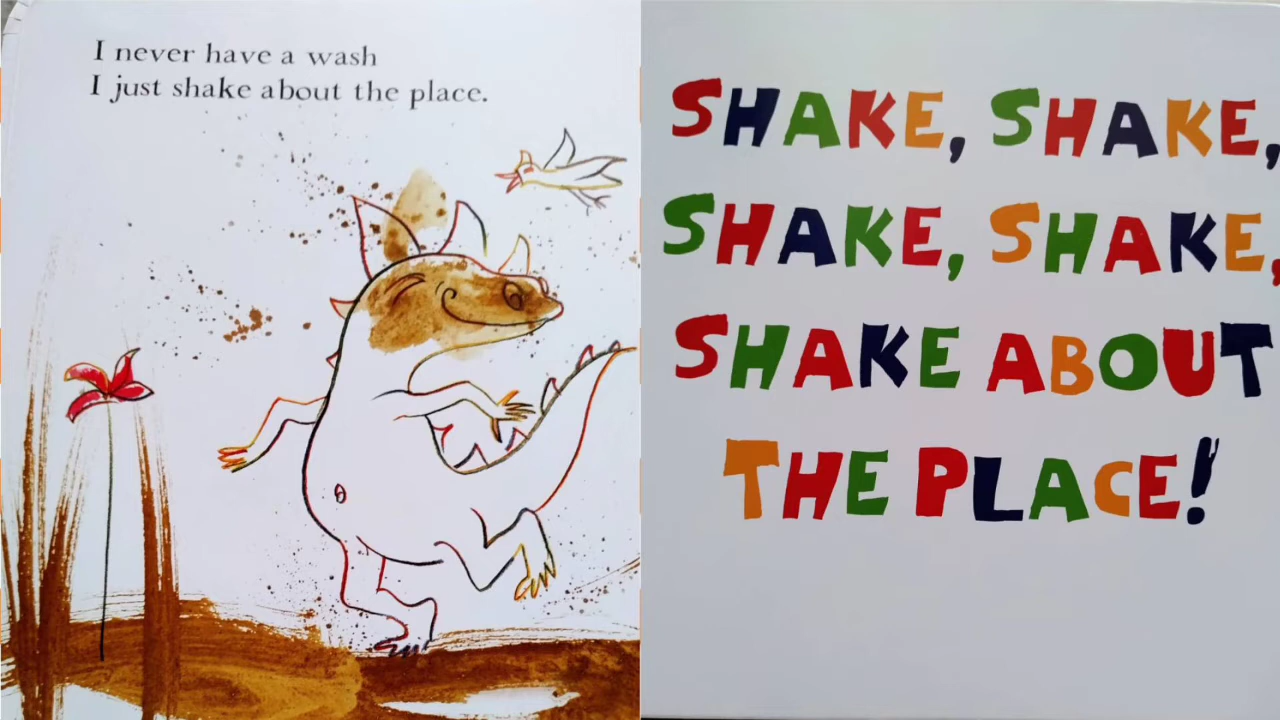 I never have a wash
I just shake about the place.
SHAKE, SHAKE,
SHAKE, SHAKE,
SHAKE ABOUT
THE PLACE!